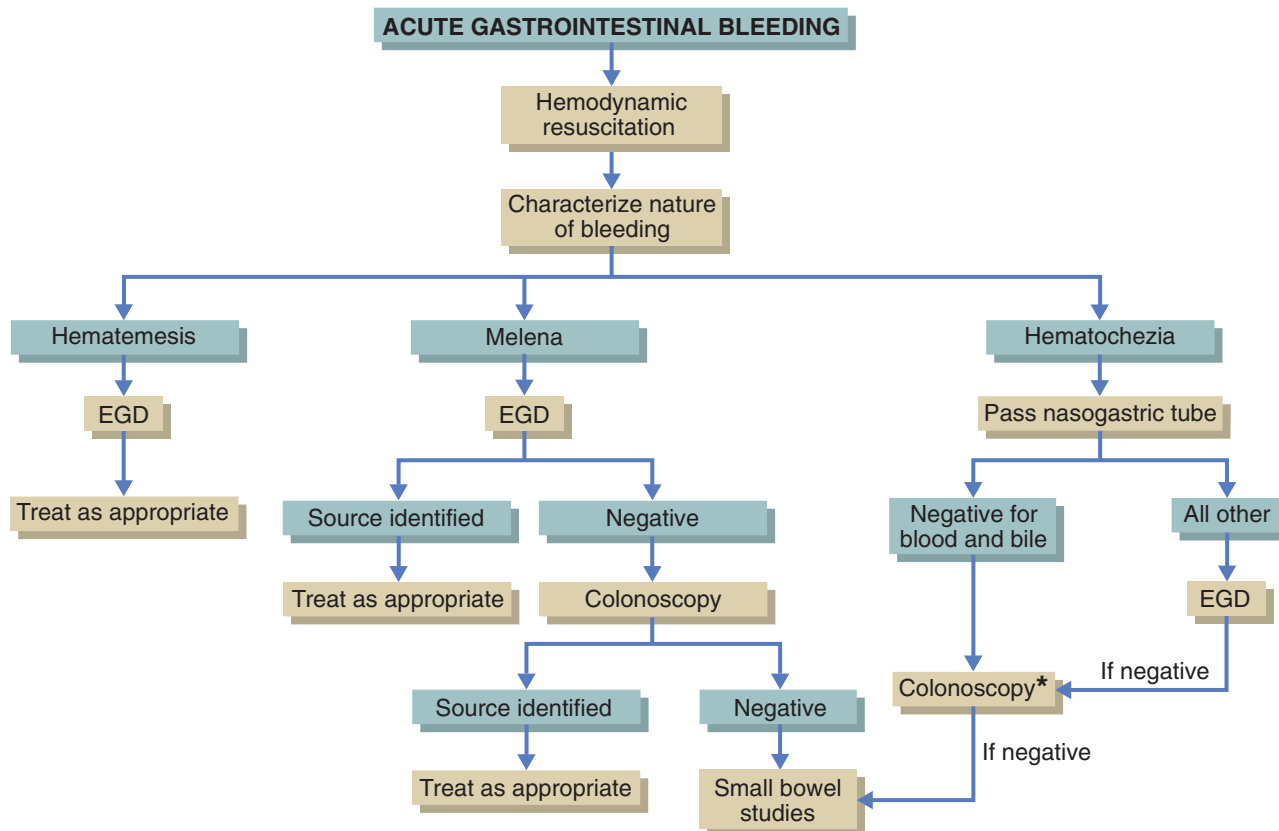 ACUTE GASTROINTESTINAL BLEEDING
Hemodynamic
resuscitation
Characterize nature
of bleeding
Hematemesis
Melena
Hematochezia
EGD
EGD
Pass nasogastric tube
Treat as appropriate
Source identified
Negative
Negative for
blood and bile
All other
Treat as appropriate
Colonoscopy
EGD
Source identified
Negative
Colonoscopy*
If negative
If negative
Treat as appropriate
Small bowel
studies